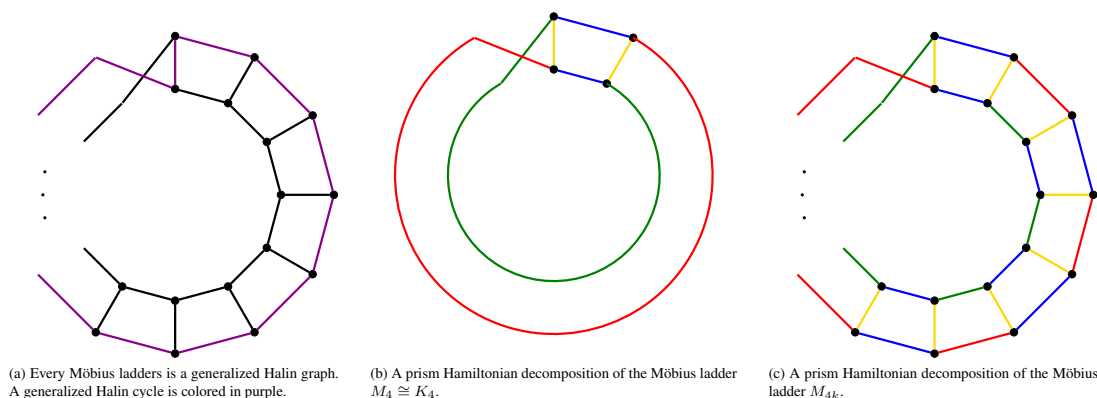 (a) Every Möbius ladders is a generalized Halin graph.
A generalized Halin cycle is colored in purple.
(b) A prism Hamiltonian decomposition of the Möbius ladder
M₄ ≅ K₄.
(c) A prism Hamiltonian decomposition of the Möbius
ladder M₄ₖ.